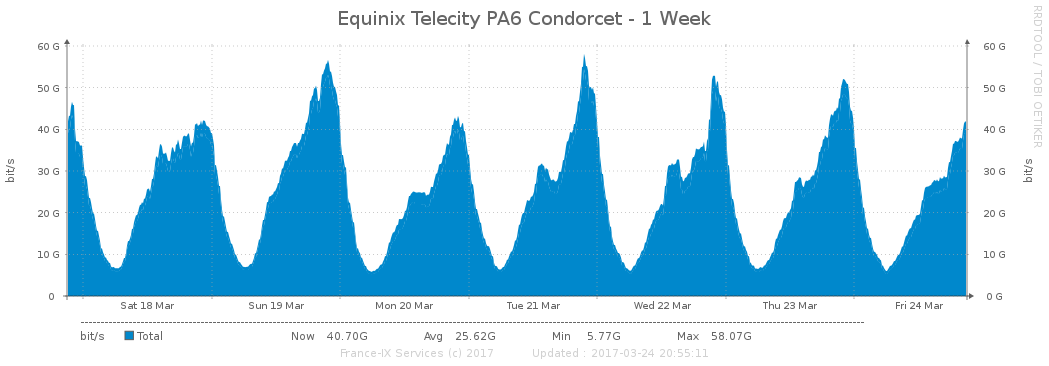 Equinix Telecity PA6 Condorcet - 1 Week
RRDTOOL / TOBI OETIKER
60 G 60 G
50 G 50 G
40 G 40 G
30 G 30 G
20 G 20 G
10 G 10 G
0 0 G
bit/s
bit/s
Sat 18 Mar Sun 19 Mar Mon 20 Mar Tue 21 Mar Wed 22 Mar Thu 23 Mar Fri 24 Mar
bit/s Total Now 40.70G Avg 25.62G Min 5.77G Max 58.07G
France-IX Services (c) 2017 Updated : 2017-03-24 20:55:11